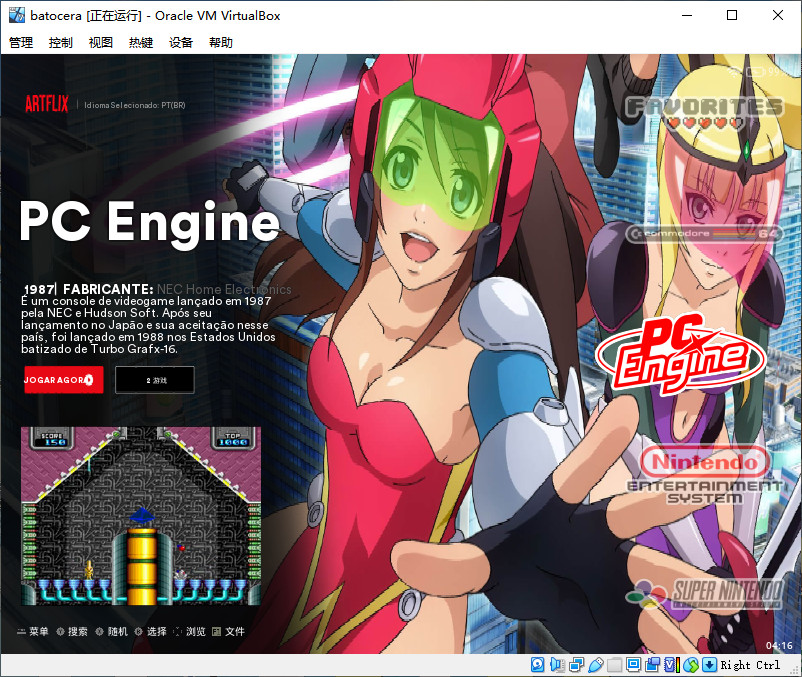 batocera [正在运行] - Oracle VM VirtualBox
管理 控制 视图 热键 设备 帮助
ARTFLIX | Idioma Selecionado: PT(BR)
FAVORITES
PC Engine
commodore 64
1987| FABRICANTE: NEC Home Electronics
É um console de videogame lançado em 1987
pela NEC e Hudson Soft. Após seu
lançamento no Japão e sua aceitação nesse
país, foi lançado em 1988 nos Estados Unidos
batizado de Turbo Grafx-16.
PC Engine
JOGAR AGORA
2 游戏
SCORE 150
TOP 1000
Nintendo
ENTERTAINMENT
SYSTEM
SUPER NINTENDO
菜单 搜索 随机 选择 浏览 文件
04:16
Right Ctrl